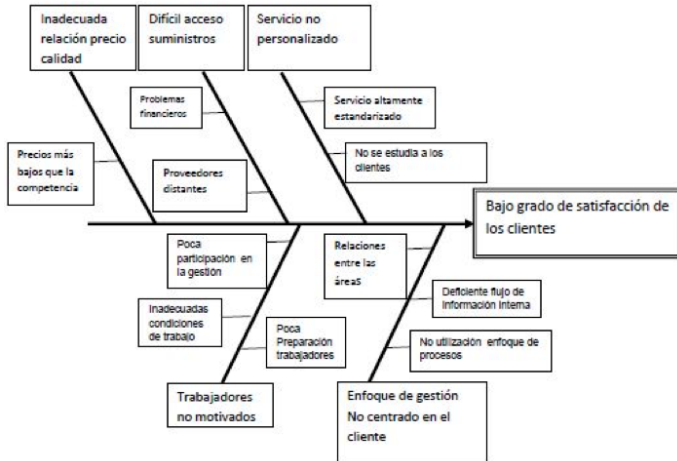 Inadecuada
relación precio
calidad
Difícil acceso
suministros
Servicio no
personalizado
Problemas
financieros
Servicio altamente
estandarizado
Precios más
bajos que la
competencia
Proveedores
distantes
No se estudia a los
clientes
Bajo grado de satisfacción de
los clientes
Poca
participación en
la gestión
Relaciones
entre las
áreas
Inadecuadas
condiciones
de trabajo
Poca
Preparación
trabajadores
Deficiente flujo de
información interna
No utilización enfoque de
procesos
Trabajadores
no motivados
Enfoque de gestión
No centrado en el
cliente